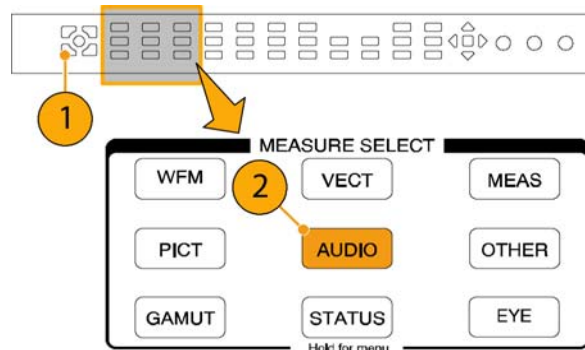 1
MEASURE SELECT
WFM
2
VECT
MEAS
PICT
AUDIO
OTHER
GAMUT
STATUS
EYE
Hold for menu